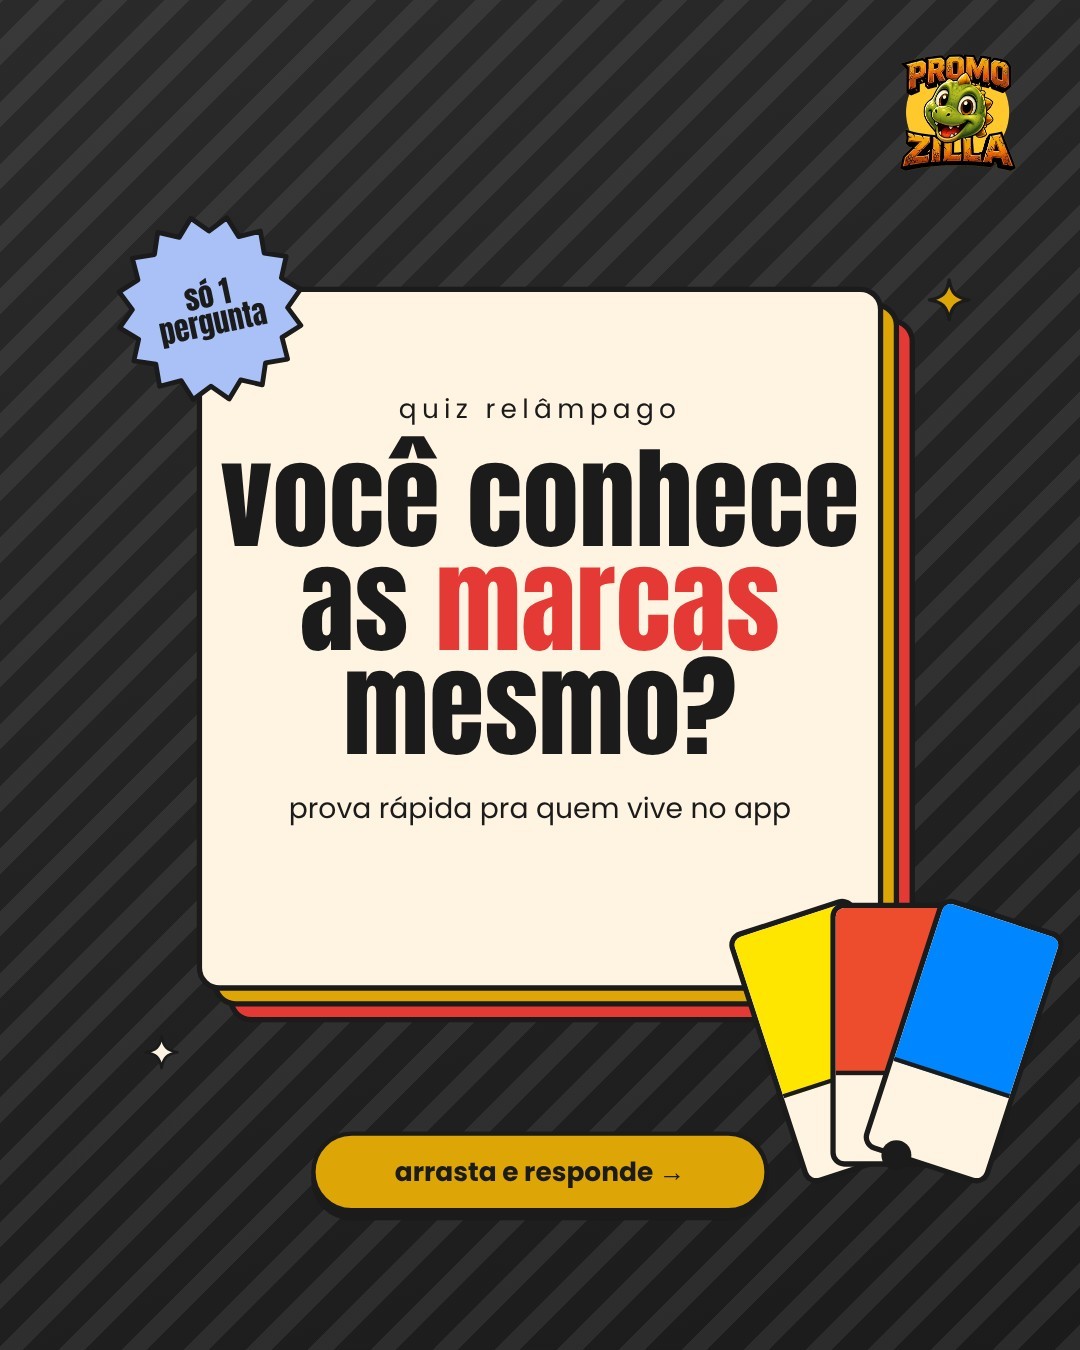 PROMO
ZILLA
só 1
pergunta
quiz relâmpago
você conhece
as marcas
mesmo?
prova rápida pra quem vive no app
arrasta e responde →